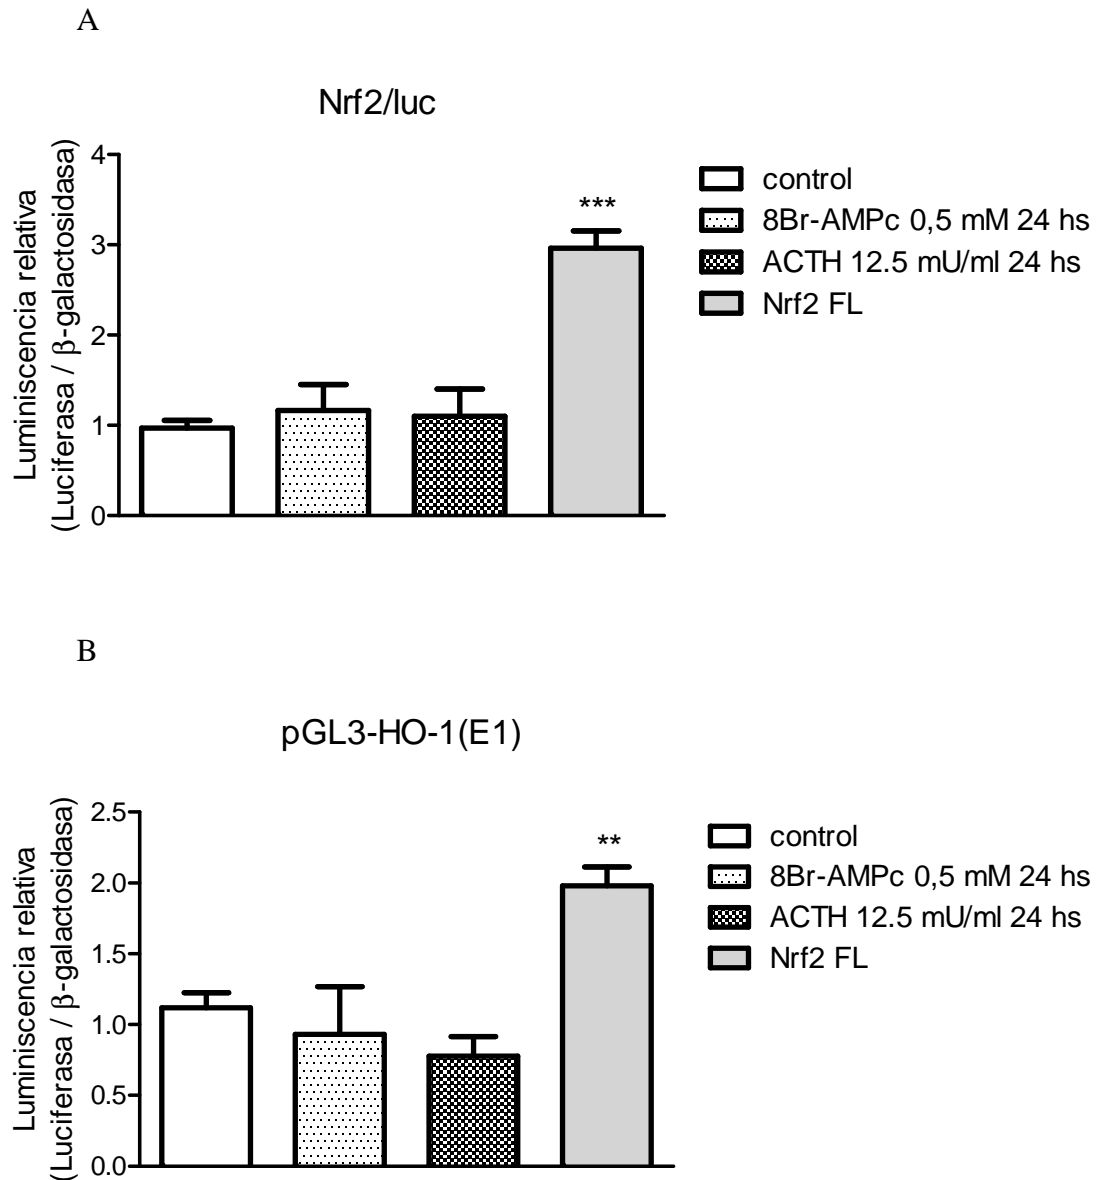 A
Nrf2/luc
Luminiscencia relativa
(Luciferasa / β-galactosidasa)
4
3
2
1
0
***
control
8Br-AMPc 0,5 mM 24 hs
ACTH 12.5 mU/ml 24 hs
Nrf2 FL
B
pGL3-HO-1(E1)
Luminiscencia relativa
(Luciferasa / β-galactosidasa)
2.5
2.0
1.5
1.0
0.5
0.0
**
control
8Br-AMPc 0,5 mM 24 hs
ACTH 12.5 mU/ml 24 hs
Nrf2 FL